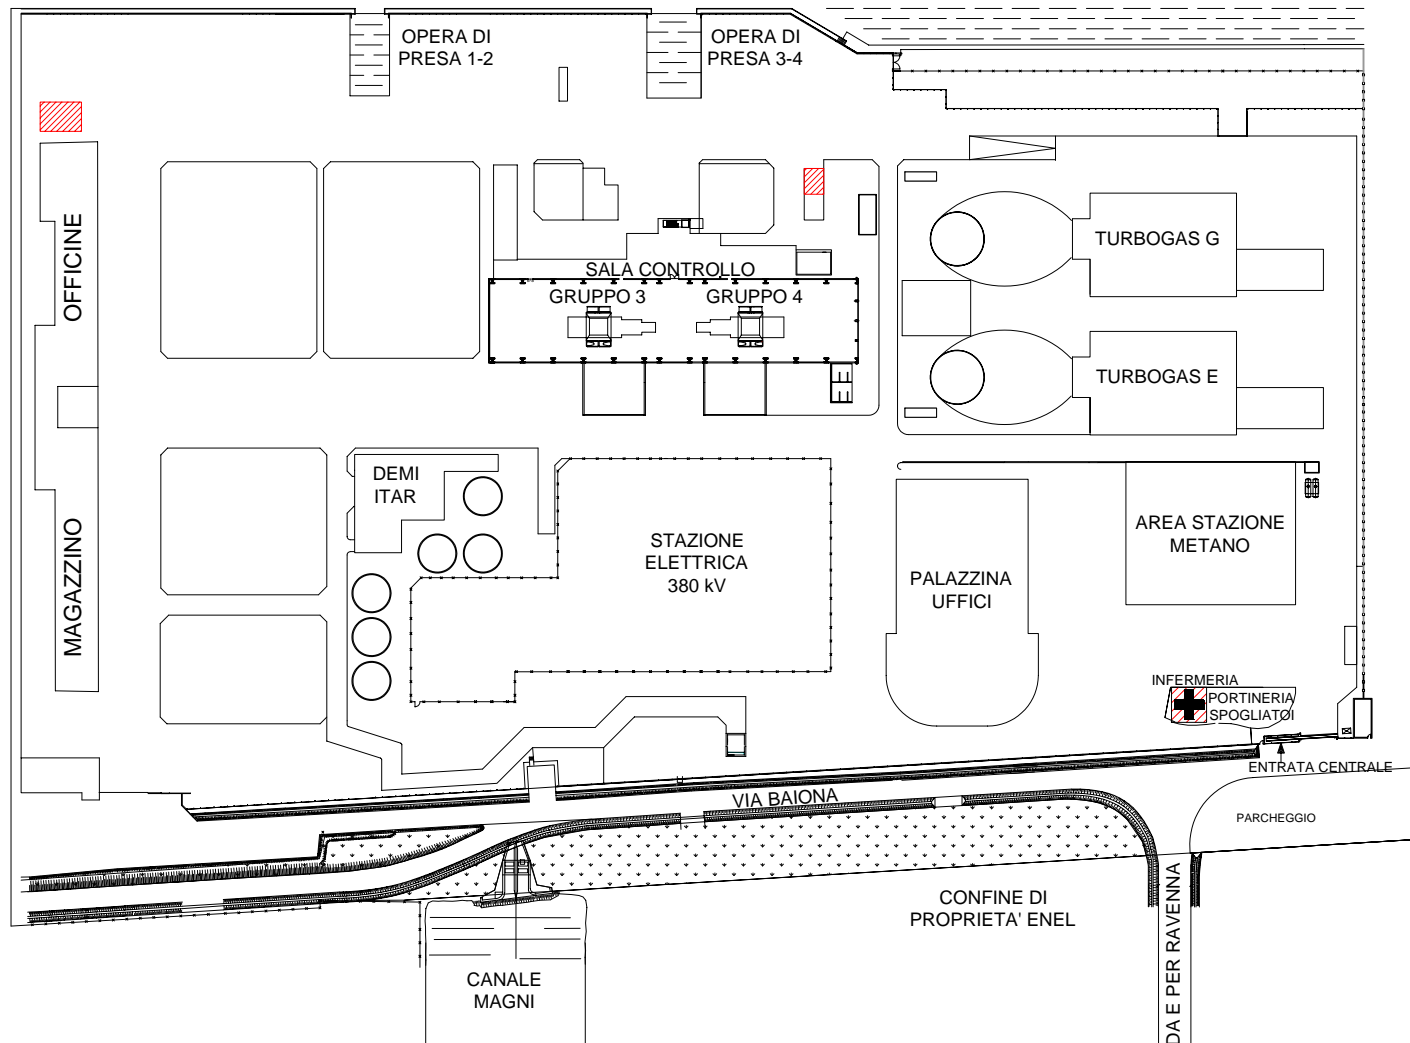 OPERA DI
PRESA 1-2
OPERA DI
PRESA 3-4
OFFICINE
TURBOGAS G
SALA CONTROLLO
GRUPPO 3
GRUPPO 4
TURBOGAS E
DEMI
ITAR
MAGAZZINO
STAZIONE
ELETTRICA
380 kV
AREA STAZIONE
METANO
PALAZZINA
UFFICI
INFERMERIA
PORTINERIA
SPOGLIATOI
ENTRATA CENTRALE
VIA BAIONA
PARCHEGGIO
CONFINE DI
PROPRIETA' ENEL
DA E PER RAVENNA
CANALE
MAGNI